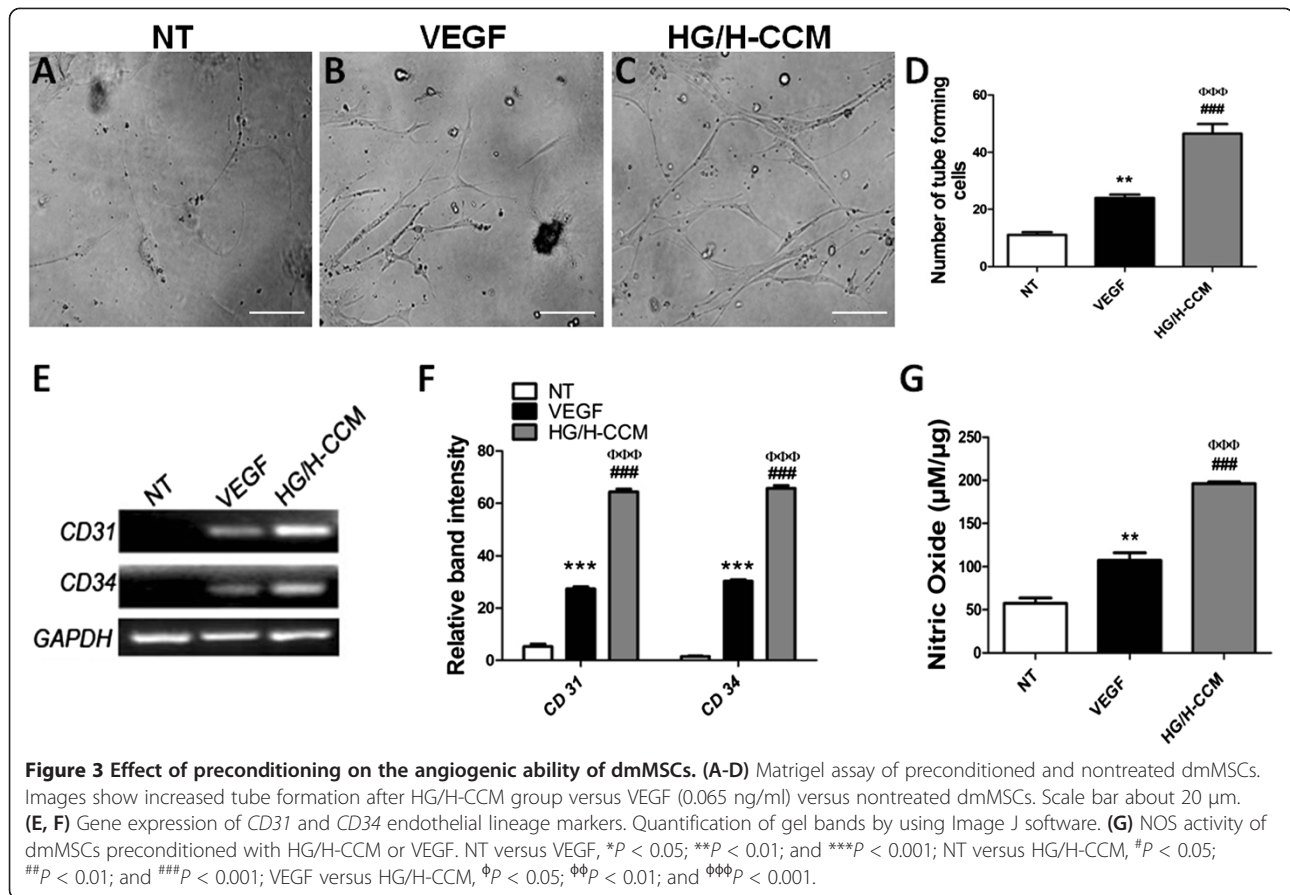 NT
VEGF
HG/H-CCM
A
B
C
D
Number of tube forming
cells
60
40
20
0
NT
VEGF
HG/H-CCM
**
ΦΦΦ
###
E
NT
VEGF
HG/H-CCM
CD31
CD34
GAPDH
F
NT
VEGF
HG/H-CCM
Relative band intensity
80
60
40
20
0
***
ΦΦΦ
###
***
ΦΦΦ
###
CD 31
CD 34
G
Nitric Oxide (µM/µg)
250
200
150
100
50
0
**
ΦΦΦ
###
NT
VEGF
HG/H-CCM
Figure 3 Effect of preconditioning on the angiogenic ability of dmMSCs. (A-D) Matrigel assay of preconditioned and nontreated dmMSCs.
Images show increased tube formation after HG/H-CCM group versus VEGF (0.065 ng/ml) versus nontreated dmMSCs. Scale bar about 20 μm.
(E, F) Gene expression of CD31 and CD34 endothelial lineage markers. Quantification of gel bands by using Image J software. (G) NOS activity of
dmMSCs preconditioned with HG/H-CCM or VEGF. NT versus VEGF, *P < 0.05; **P < 0.01; and ***P < 0.001; NT versus HG/H-CCM, #P < 0.05;
##P < 0.01; and ###P < 0.001; VEGF versus HG/H-CCM, ϕP < 0.05; ϕϕP < 0.01; and ϕϕϕP < 0.001.